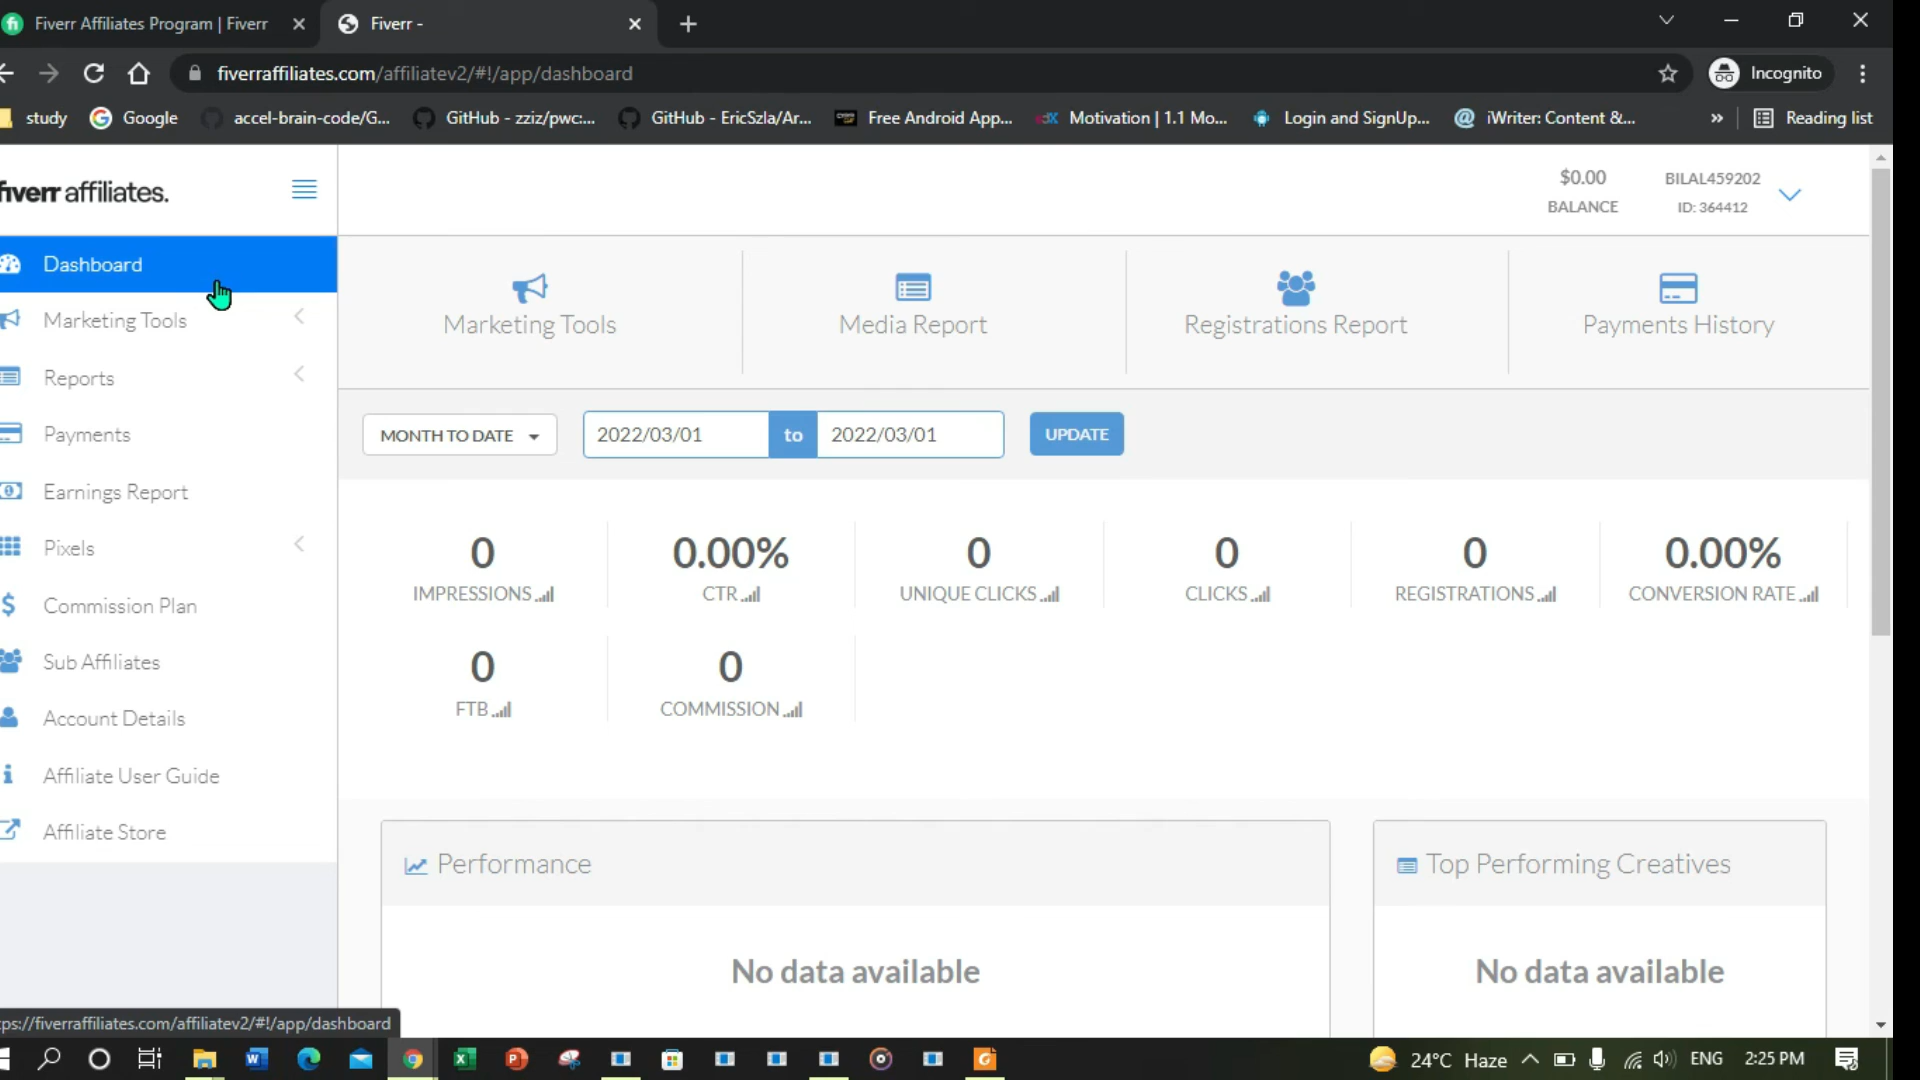 Fiverr Affiliates Program | Fiverr
Fiverr -
fiverraffiliates.com/affiliatev2/#!/app/dashboard
Incognito
study
Google
accel-brain-code/G...
GitHub - zziz/pwc:...
GitHub - EricSzla/Ar...
Free Android App...
Motivation | 1.1 Mo...
Login and SignUp...
iWriter: Content &...
»
Reading list
fiverr affiliates.
$0.00
BALANCE
BILAL459202
ID: 364412
Dashboard
Marketing Tools
Reports
Payments
Earnings Report
Pixels
Commission Plan
Sub Affiliates
Account Details
Affiliate User Guide
Affiliate Store
Marketing Tools
Media Report
Registrations Report
Payments History
MONTH TO DATE
2022/03/01 to 2022/03/01
UPDATE
0
IMPRESSIONS
0.00%
CTR
0
UNIQUE CLICKS
0
CLICKS
0
REGISTRATIONS
0.00%
CONVERSION RATE
0
FTB
0
COMMISSION
Performance
No data available
Top Performing Creatives
No data available
ps://fiverraffiliates.com/affiliatev2/#!/app/dashboard
24°C Haze
ENG
2:25 PM